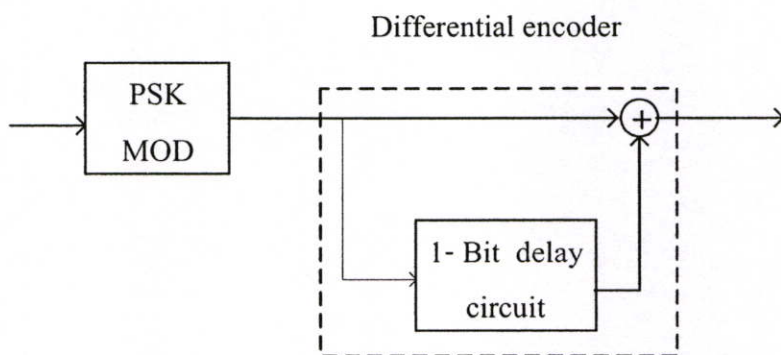 Differential encoder
PSK
MOD
+
1- Bit delay
circuit